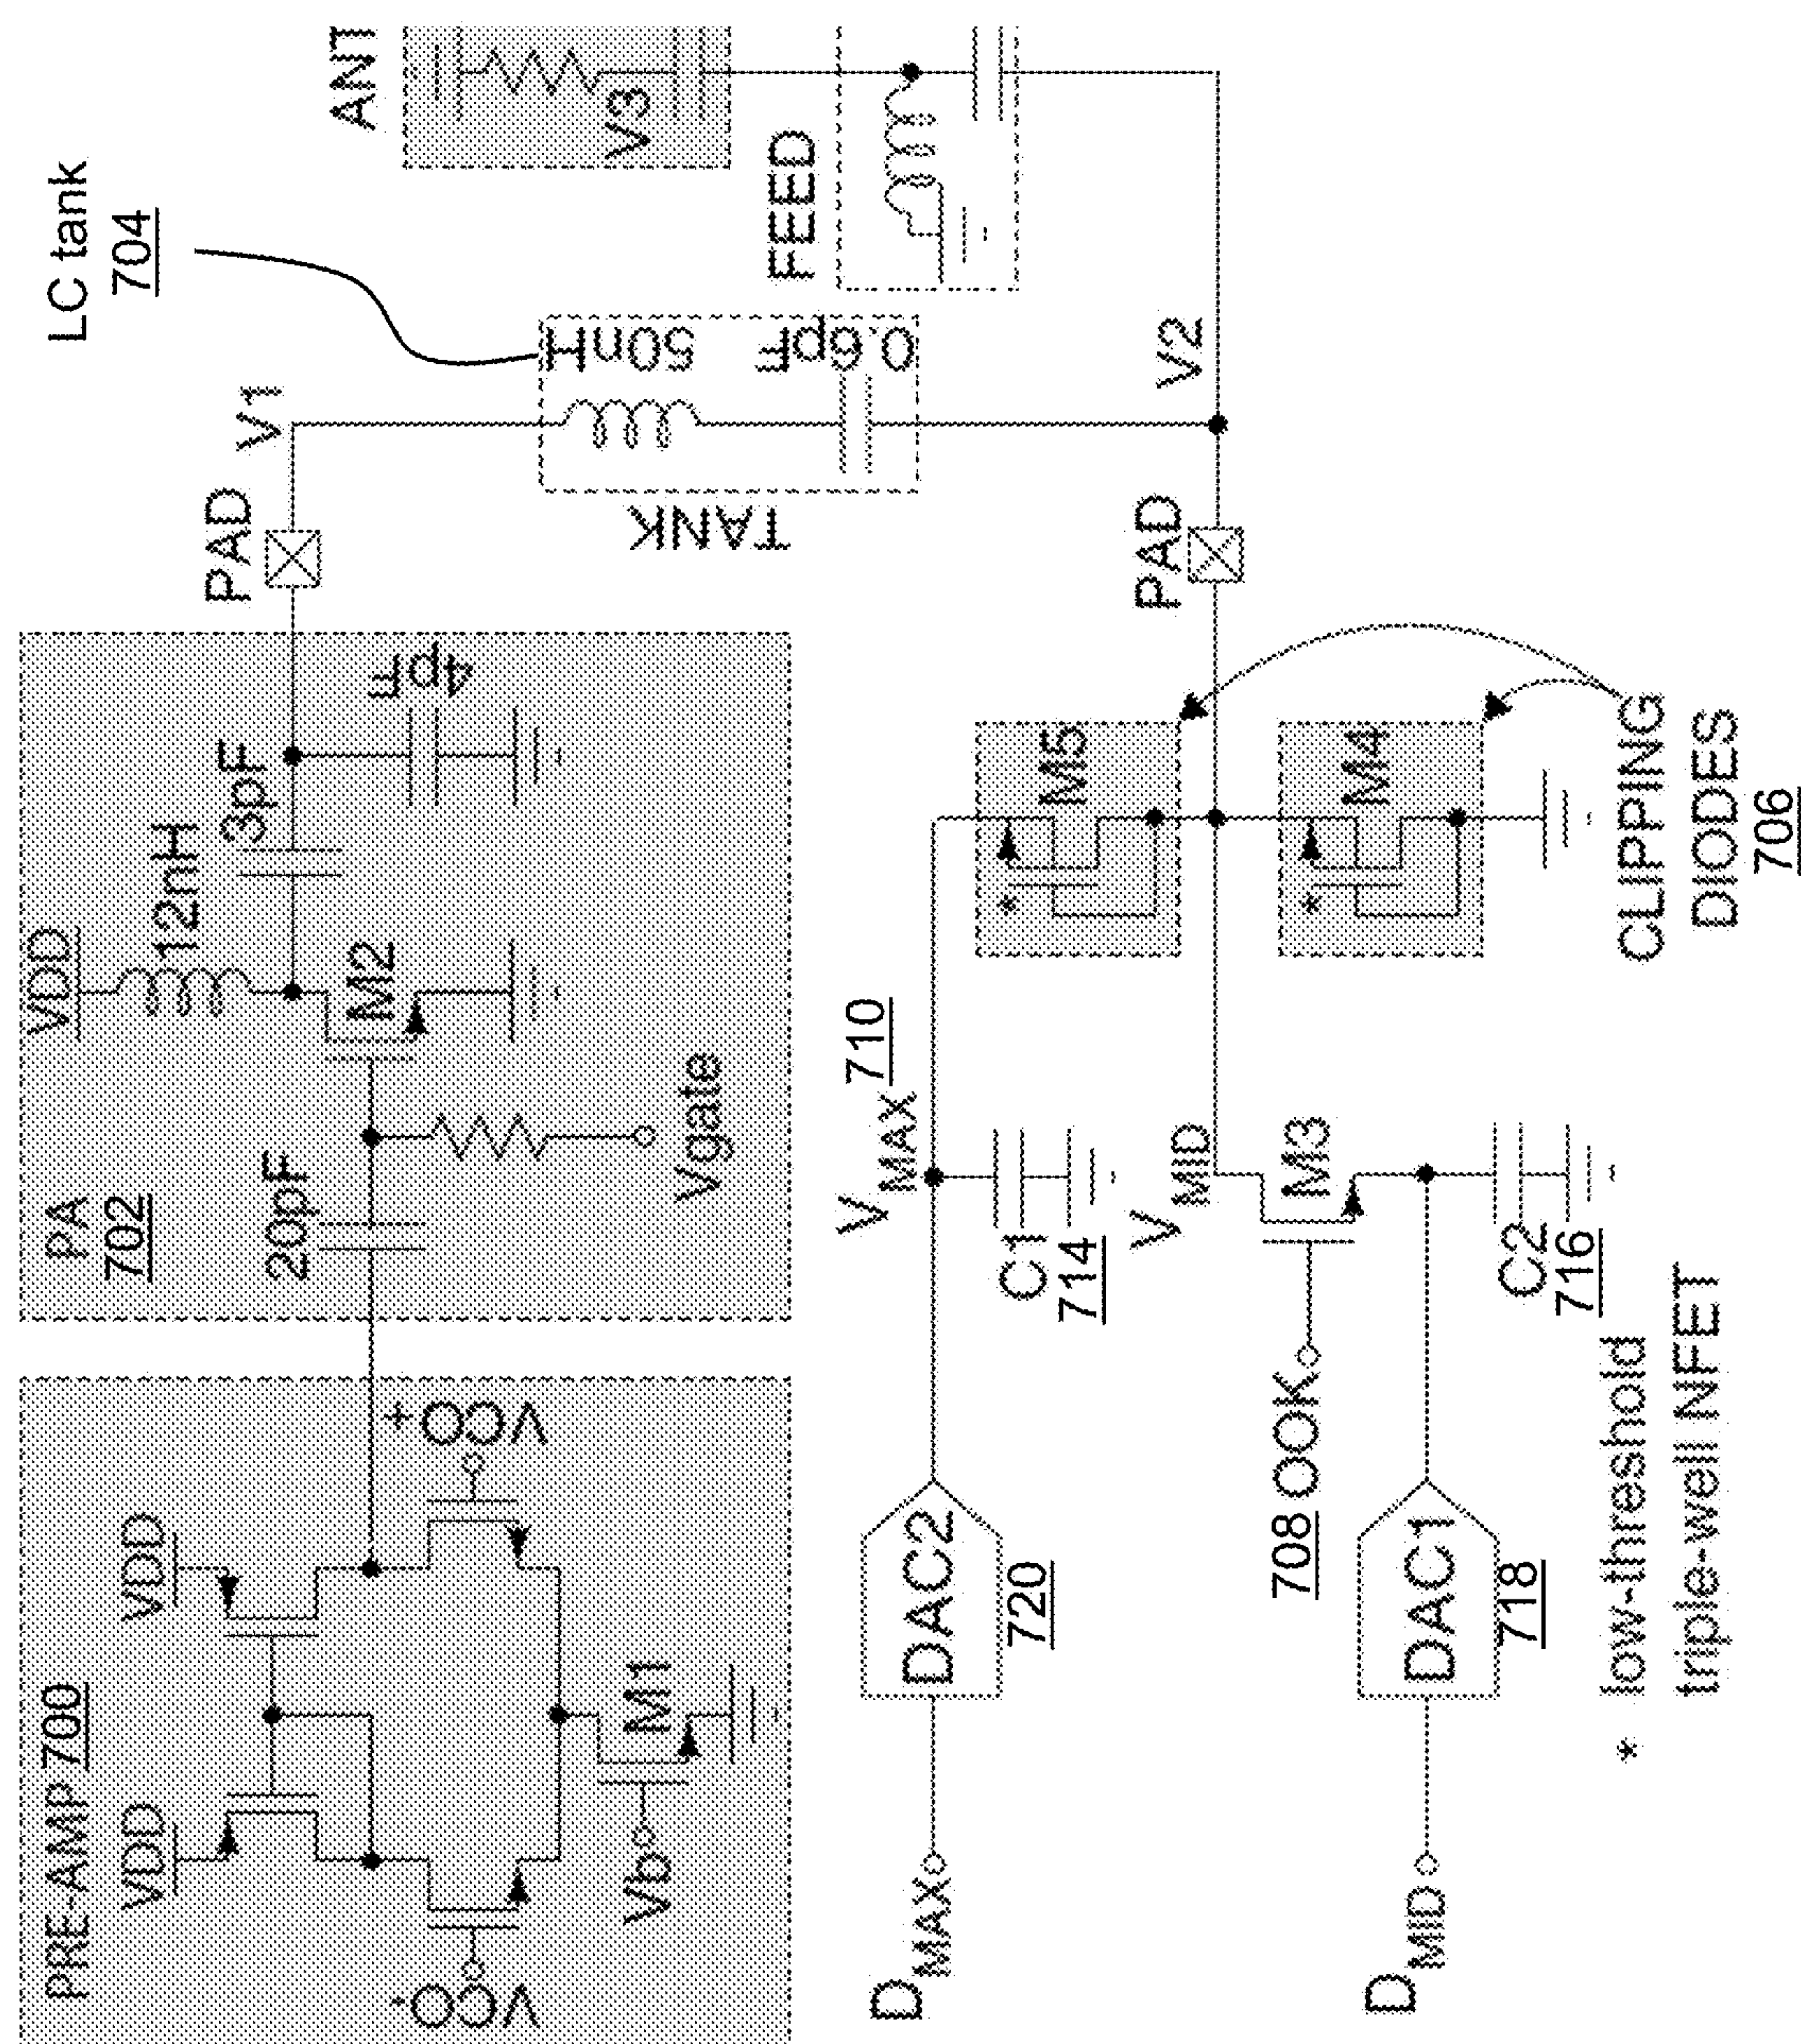 PRE-AMP 700
VDD
VDD
VCO-
VCO+
Vb
M1
PA
702
20pF
VDD
12nH
3pF
M2
4pF
Vgate
PAD
V1
LC tank
704
TANK
50nH
0.6pF
ANT
V3
FEED
V2
PAD
DMAX
DAC2
720
VMAX
710
C1
714
M5
M4
CLIPPING
DIODES
706
VMID
708 OOK
M3
DMID
DAC1
718
C2
716
* low-threshold
triple-well NFET
*
*